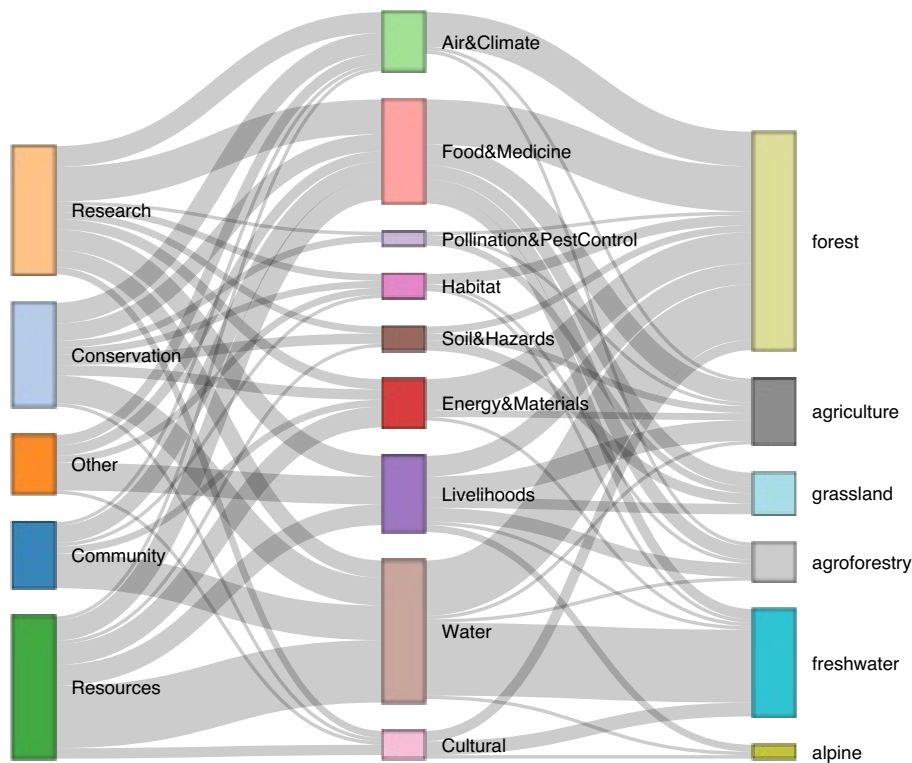 Research
Conservation
Other
Community
Resources
Air&Climate
Food&Medicine
Pollination&PestControl
Habitat
Soil&Hazards
Energy&Materials
Livelihoods
Water
Cultural
forest
agriculture
grassland
agroforestry
freshwater
alpine